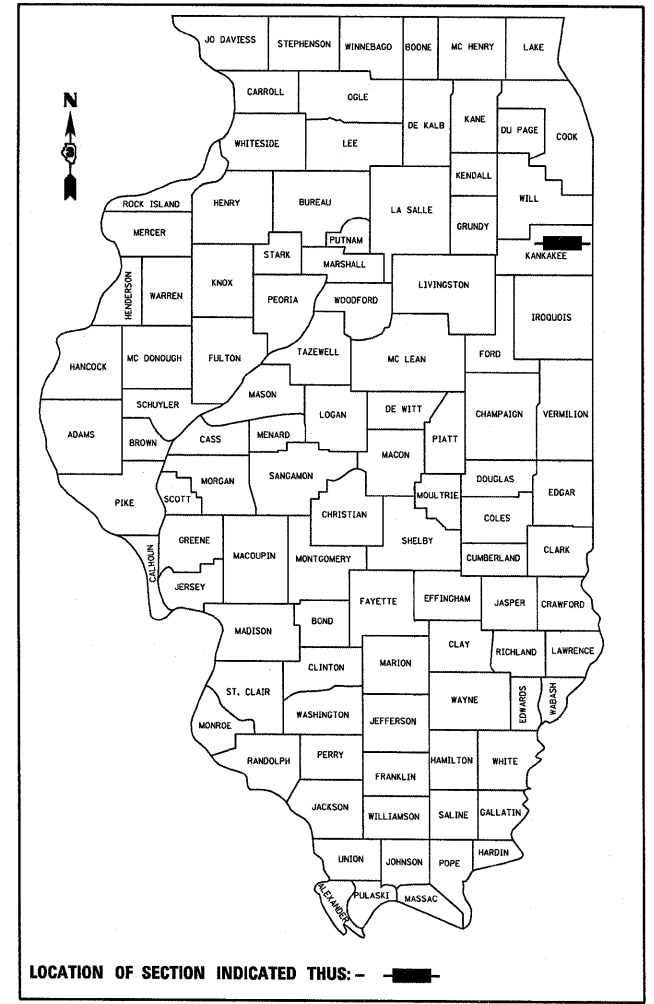 JO DAVIESS
STEPHENSON
WINNEBAGO
BOONE
MC HENRY
LAKE
CARROLL
OGLE
DE KALB
KANE
DU PAGE
COOK
N
WHITESIDE
LEE
KENDALL
WILL
ROCK ISLAND
HENRY
BUREAU
LA SALLE
GRUNDY
MERCER
PUTNAM
STARK
MARSHALL
KANKAKEE
HENDERSON
WARREN
KNOX
PEORIA
WOODFORD
LIVINGSTON
IROQUOIS
HANCOCK
MC DONOUGH
FULTON
TAZEWELL
MC LEAN
FORD
SCHUYLER
MASON
LOGAN
DE WITT
CHAMPAIGN
VERMILION
ADAMS
BROWN
CASS
MENARD
MACON
PIATT
PIKE
SCOTT
MORGAN
SANGAMON
CHRISTIAN
MOULTRIE
DOUGLAS
EDGAR
COLES
CALHOUN
GREENE
MACOUPIN
MONTGOMERY
SHELBY
CUMBERLAND
CLARK
JERSEY
MADISON
BOND
FAYETTE
EFFINGHAM
JASPER
CRAWFORD
CLINTON
MARION
CLAY
RICHLAND
LAWRENCE
ST. CLAIR
WASHINGTON
JEFFERSON
WAYNE
EDWARDS
WABASH
MONROE
RANDOLPH
PERRY
FRANKLIN
HAMILTON
WHITE
JACKSON
WILLIAMSON
SALINE
GALLATIN
UNION
JOHNSON
POPE
HARDIN
ALEXANDER
PULASKI
MASSAC
LOCATION OF SECTION INDICATED THUS: –